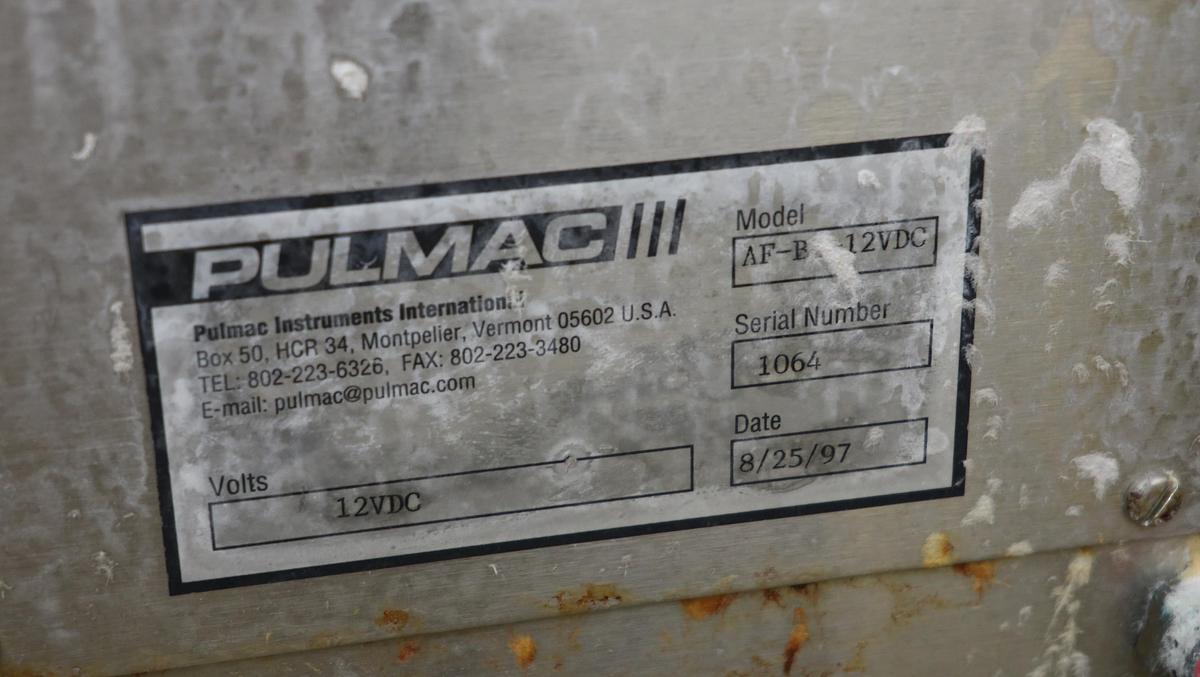 PULMAC
Pulmac Instruments International
Box 50, HCR 34, Montpelier, Vermont 05602 U.S.A.
TEL: 802-223-6326, FAX: 802-223-3480
E-mail: pulmac@pulmac.com
Volts
12VDC
Model
12VDC
Serial Number
1064
Date
8/25/97